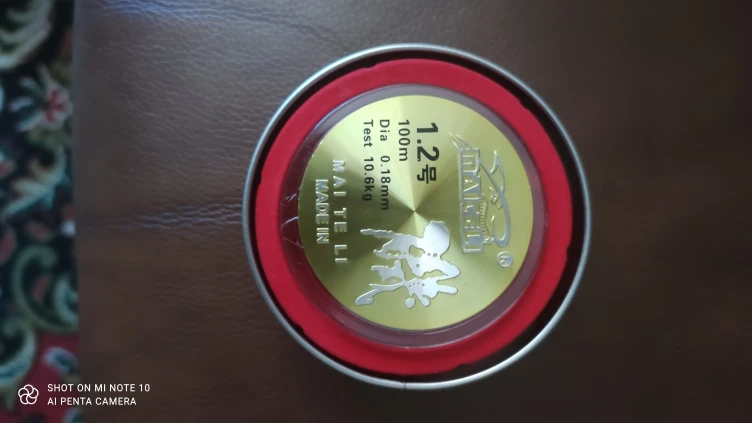 1.2号
100m
Dia 0.18mm
Test 10.6kg
MAI TE LI
MADE IN
®
SHOT ON MI NOTE 10
AI PENTA CAMERA